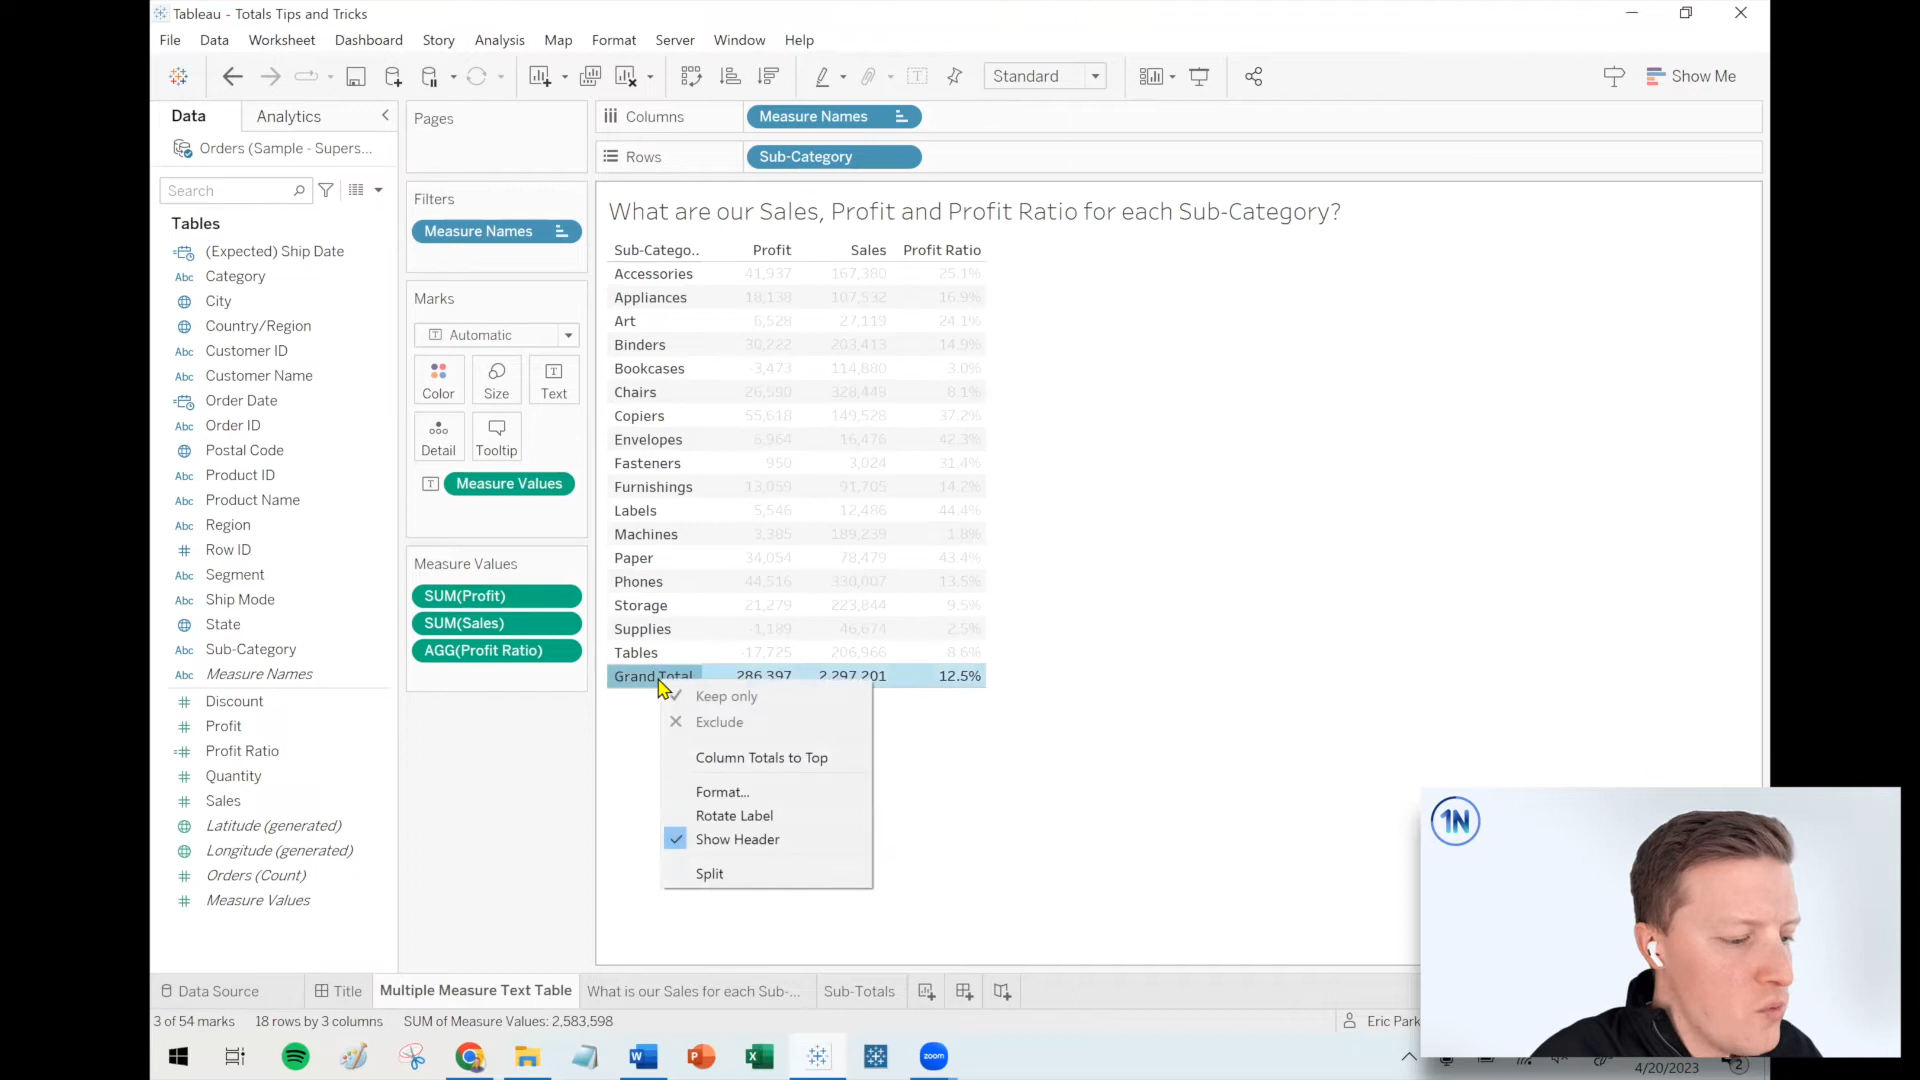 Tableau - Totals Tips and Tricks
File Data Worksheet Dashboard Story Analysis Map Format Server Window Help
Standard
Show Me
Data Analytics
Orders (Sample - Supers...
Search
Tables
(Expected) Ship Date
Abc Category
City
Country/Region
Abc Customer ID
Abc Customer Name
Order Date
Abc Order ID
Postal Code
Abc Product ID
Abc Product Name
Abc Region
# Row ID
Abc Segment
Abc Ship Mode
State
Abc Sub-Category
Abc Measure Names
# Discount
# Profit
=# Profit Ratio
# Quantity
# Sales
Latitude (generated)
Longitude (generated)
# Orders (Count)
# Measure Values
Pages
Filters
Measure Names
Marks
Automatic
Color Size Text
Detail Tooltip
Measure Values
Measure Values
SUM(Profit)
SUM(Sales)
AGG(Profit Ratio)
Columns Measure Names
Rows Sub-Category
What are our Sales, Profit and Profit Ratio for each Sub-Category?
Sub-Catego.. Profit Sales Profit Ratio
Accessories 41,937 167,380 25.1%
Appliances 18,138 107,532 16.9%
Art 6,528 27,119 24.1%
Binders 30,222 203,413 14.9%
Bookcases -3,473 114,880 -3.0%
Chairs 26,590 328,449 8.1%
Copiers 55,618 149,528 37.2%
Envelopes 6,964 16,476 42.3%
Fasteners 950 3,024 31.4%
Furnishings 13,059 91,705 14.2%
Labels 5,546 12,486 44.4%
Machines 3,385 189,239 1.8%
Paper 34,054 78,479 43.4%
Phones 44,516 330,007 13.5%
Storage 21,279 223,844 9.5%
Supplies -1,189 46,674 -2.5%
Tables -17,725 206,966 -8.6%
Grand Total 286,397 2,297,201 12.5%
Keep only
Exclude
Column Totals to Top
Format...
Rotate Label
Show Header
Split
1N
Data Source Title Multiple Measure Text Table What is our Sales for each Sub-... Sub-Totals
3 of 54 marks 18 rows by 3 columns SUM of Measure Values: 2,583,598
Eric Park
zoom
4/20/2023
2